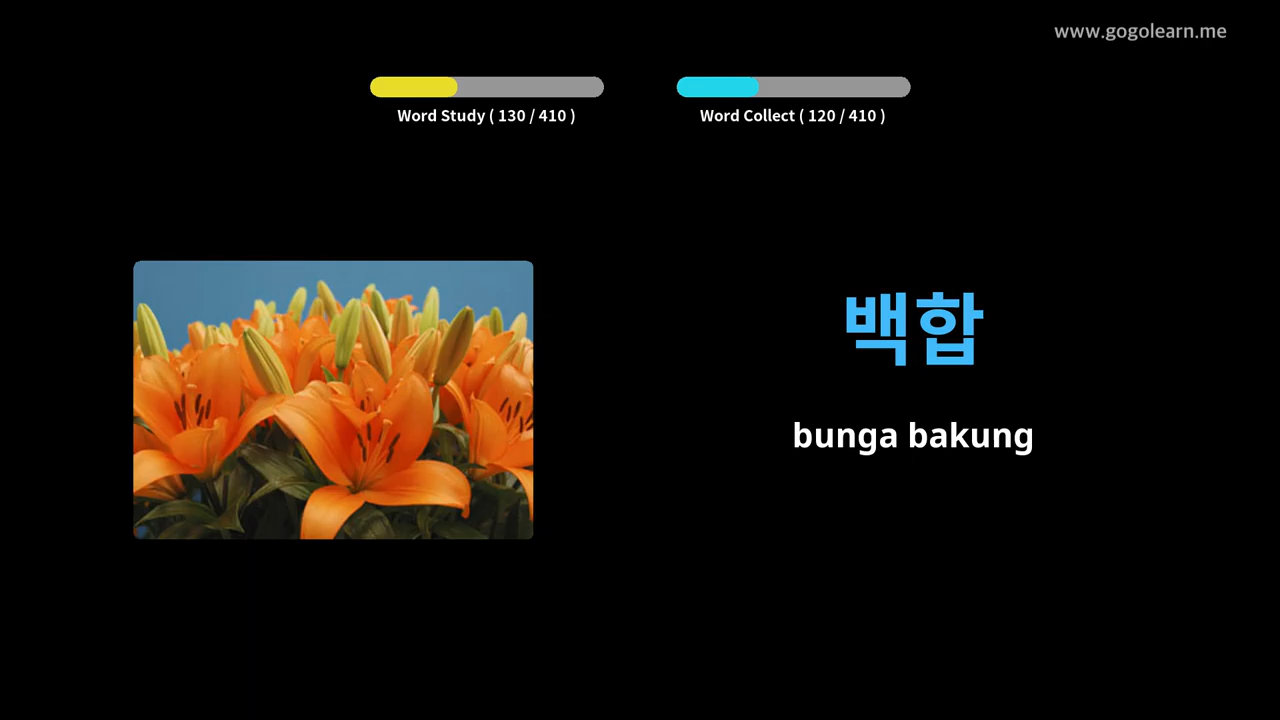 www.gogolearn.me
Word Study ( 130 / 410 )
Word Collect ( 120 / 410 )
백합
bunga bakung